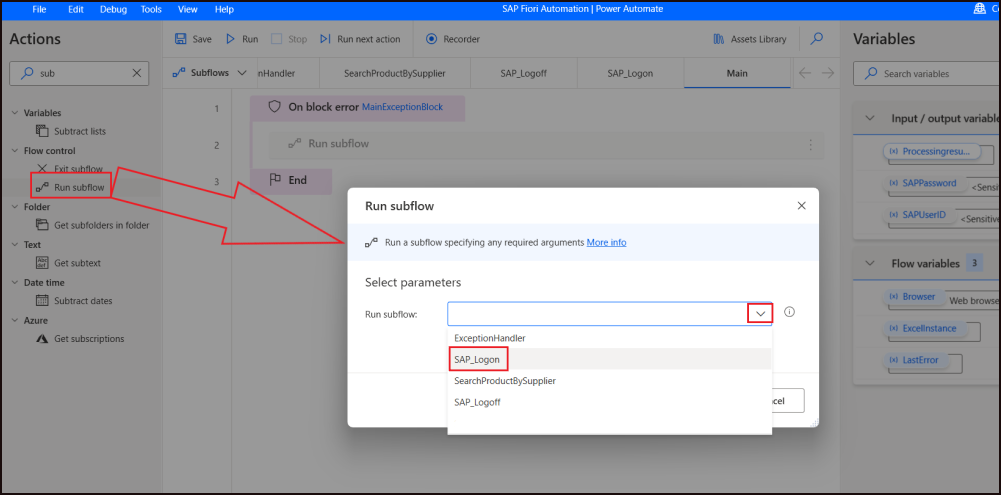 File Edit Debug Tools View Help SAP Fiori Automation | Power Automate
Actions
sub
Variables
Subtract lists
Flow control
Exit subflow
Run subflow
Folder
Get subfolders in folder
Text
Get subtext
Date time
Subtract dates
Azure
Get subscriptions
Save Run Stop Run next action Recorder Assets Library
Subflows nHandler SearchProductBySupplier SAP_Logoff SAP_Logon Main
1 On block error MainExceptionBlock
2 Run subflow
3 End
Run subflow
Run a subflow specifying any required arguments More info
Select parameters
Run subflow:
ExceptionHandler
SAP_Logon
SearchProductBySupplier
SAP_Logoff
cel
Variables
Search variables
Input / output variable
(x) Processingresu...
(x) SAPPassword <Sensitiv
(x) SAPUserID <Sensitive
Flow variables 3
(x) Browser Web browse
(x) ExcelInstance
(x) LastError